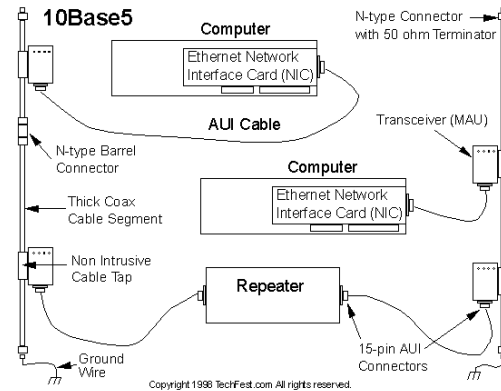 10Base5
N-type Connector
with 50 ohm Terminator
Computer
Ethernet Network
Interface Card (NIC)
AUI Cable
Transceiver (MAU)
N-type Barrel
Connector
Computer
Ethernet Network
Interface Card (NIC)
Thick Coax
Cable Segment
Non Intrusive
Cable Tap
Repeater
15-pin AUI
Connectors
Ground
Wire
Copyright 1998 TechFest.com All rights reserved.